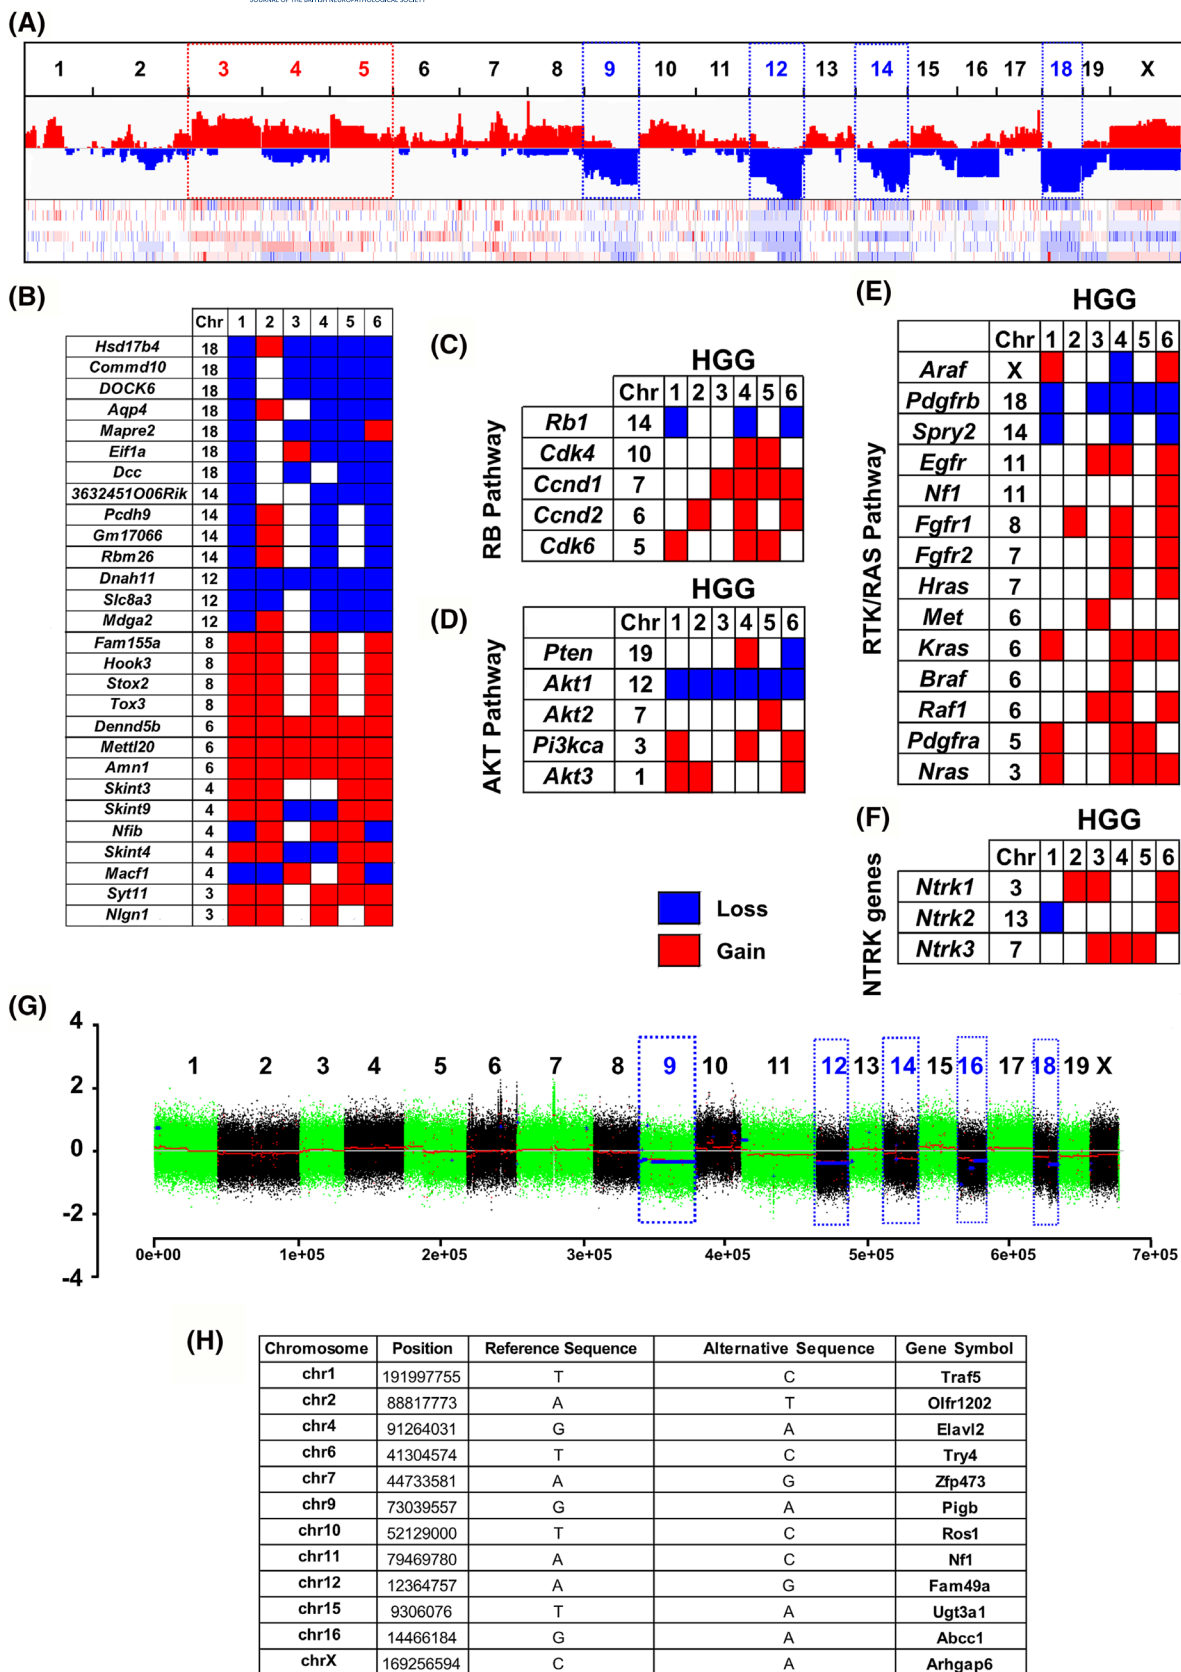 JOURNAL OF THE BRITISH NEUROPATHOLOGICAL SOCIETY
(A)
1 2 3 4 5 6 7 8 9 10 11 12 13 14 15 16 17 18 19 X
(B)
Chr 1 2 3 4 5 6
Hsd17b4 18
Commd10 18
DOCK6 18
Aqp4 18
Mapre2 18
Eif1a 18
Dcc 18
3632451O06Rik 14
Pcdh9 14
Gm17066 14
Rbm26 14
Dnah11 12
Slc8a3 12
Mdga2 12
Fam155a 8
Hook3 8
Stox2 8
Tox3 8
Dennd5b 6
Mettl20 6
Amn1 6
Skint3 4
Skint9 4
Nfib 4
Skint4 4
Macf1 4
Syt11 3
Nlgn1 3
(C)
HGG
RB Pathway
Chr 1 2 3 4 5 6
Rb1 14
Cdk4 10
Ccnd1 7
Ccnd2 6
Cdk6 5
(D)
HGG
AKT Pathway
Chr 1 2 3 4 5 6
Pten 19
Akt1 12
Akt2 7
Pi3kca 3
Akt3 1
Loss
Gain
(E)
HGG
RTK/RAS Pathway
Chr 1 2 3 4 5 6
Araf X
Pdgfrb 18
Spry2 14
Egfr 11
Nf1 11
Fgfr1 8
Fgfr2 7
Hras 7
Met 6
Kras 6
Braf 6
Raf1 6
Pdgfra 5
Nras 3
(F)
HGG
NTRK genes
Chr 1 2 3 4 5 6
Ntrk1 3
Ntrk2 13
Ntrk3 7
(G)
4
2
0
-2
-4
1 2 3 4 5 6 7 8 9 10 11 12 13 14 15 16 17 18 19 X
0e+00 1e+05 2e+05 3e+05 4e+05 5e+05 6e+05 7e+05
(H)
Chromosome Position Reference Sequence Alternative Sequence Gene Symbol
chr1 191997755 T C Traf5
chr2 88817773 A T Olfr1202
chr4 91264031 G A Elavl2
chr6 41304574 T C Try4
chr7 44733581 A G Zfp473
chr9 73039557 G A Pigb
chr10 52129000 T C Ros1
chr11 79469780 A C Nf1
chr12 12364757 A G Fam49a
chr15 9306076 T A Ugt3a1
chr16 14466184 G A Abcc1
chrX 169256594 C A Arhgap6